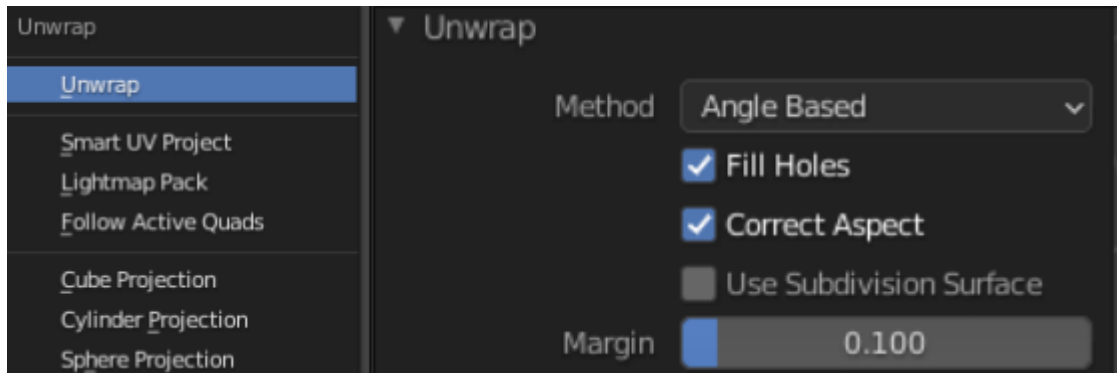 Unwrap
Unwrap
Smart UV Project
Lightmap Pack
Follow Active Quads
Cube Projection
Cylinder Projection
Sphere Projection
Unwrap
Method Angle Based
Fill Holes
Correct Aspect
Use Subdivision Surface
Margin 0.100